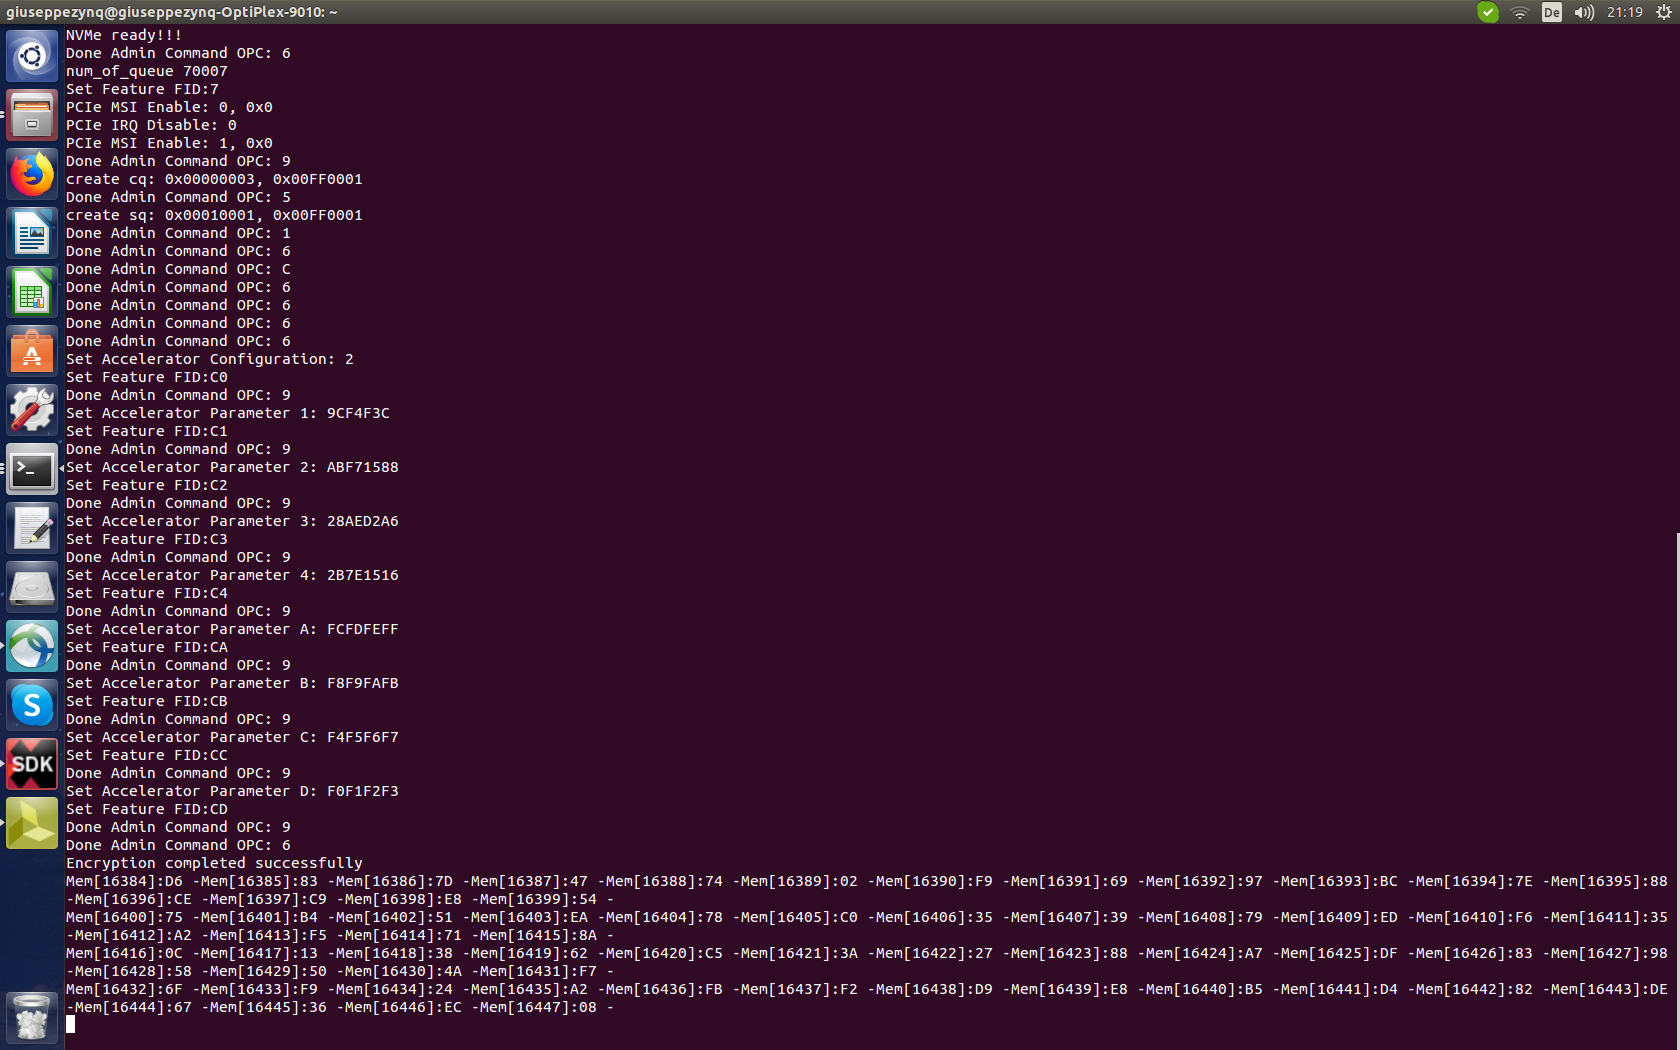 giuseppezynq@giuseppezynq-OptiPlex-9010: ~
De
21:19
NVMe ready!!!
Done Admin Command OPC: 6
num_of_queue 70007
Set Feature FID:7
PCIe MSI Enable: 0, 0x0
PCIe IRQ Disable: 0
PCIe MSI Enable: 1, 0x0
Done Admin Command OPC: 9
create cq: 0x00000003, 0x00FF0001
Done Admin Command OPC: 5
create sq: 0x00010001, 0x00FF0001
Done Admin Command OPC: 1
Done Admin Command OPC: 6
Done Admin Command OPC: C
Done Admin Command OPC: 6
Done Admin Command OPC: 6
Done Admin Command OPC: 6
Done Admin Command OPC: 6
Set Accelerator Configuration: 2
Set Feature FID:C0
Done Admin Command OPC: 9
Set Accelerator Parameter 1: 9CF4F3C
Set Feature FID:C1
Done Admin Command OPC: 9
Set Accelerator Parameter 2: ABF71588
Set Feature FID:C2
Done Admin Command OPC: 9
Set Accelerator Parameter 3: 28AED2A6
Set Feature FID:C3
Done Admin Command OPC: 9
Set Accelerator Parameter 4: 2B7E1516
Set Feature FID:C4
Done Admin Command OPC: 9
Set Accelerator Parameter A: FCFDFEFF
Set Feature FID:CA
Done Admin Command OPC: 9
Set Accelerator Parameter B: F8F9FAFB
Set Feature FID:CB
Done Admin Command OPC: 9
Set Accelerator Parameter C: F4F5F6F7
Set Feature FID:CC
Done Admin Command OPC: 9
Set Accelerator Parameter D: F0F1F2F3
Set Feature FID:CD
Done Admin Command OPC: 9
Done Admin Command OPC: 6
Encryption completed successfully
Mem[16384]:D6 -Mem[16385]:83 -Mem[16386]:7D -Mem[16387]:47 -Mem[16388]:74 -Mem[16389]:02 -Mem[16390]:F9 -Mem[16391]:69 -Mem[16392]:97 -Mem[16393]:BC -Mem[16394]:7E -Mem[16395]:88
-Mem[16396]:CE -Mem[16397]:C9 -Mem[16398]:E8 -Mem[16399]:54 -
Mem[16400]:75 -Mem[16401]:B4 -Mem[16402]:51 -Mem[16403]:EA -Mem[16404]:78 -Mem[16405]:C0 -Mem[16406]:35 -Mem[16407]:39 -Mem[16408]:79 -Mem[16409]:ED -Mem[16410]:F6 -Mem[16411]:35
-Mem[16412]:A2 -Mem[16413]:F5 -Mem[16414]:71 -Mem[16415]:8A -
Mem[16416]:0C -Mem[16417]:13 -Mem[16418]:38 -Mem[16419]:62 -Mem[16420]:C5 -Mem[16421]:3A -Mem[16422]:27 -Mem[16423]:88 -Mem[16424]:A7 -Mem[16425]:DF -Mem[16426]:83 -Mem[16427]:98
-Mem[16428]:58 -Mem[16429]:50 -Mem[16430]:4A -Mem[16431]:F7 -
Mem[16432]:6F -Mem[16433]:F9 -Mem[16434]:24 -Mem[16435]:A2 -Mem[16436]:FB -Mem[16437]:F2 -Mem[16438]:D9 -Mem[16439]:E8 -Mem[16440]:B5 -Mem[16441]:D4 -Mem[16442]:82 -Mem[16443]:DE
-Mem[16444]:67 -Mem[16445]:36 -Mem[16446]:EC -Mem[16447]:08 -
A
>_
S
SDK